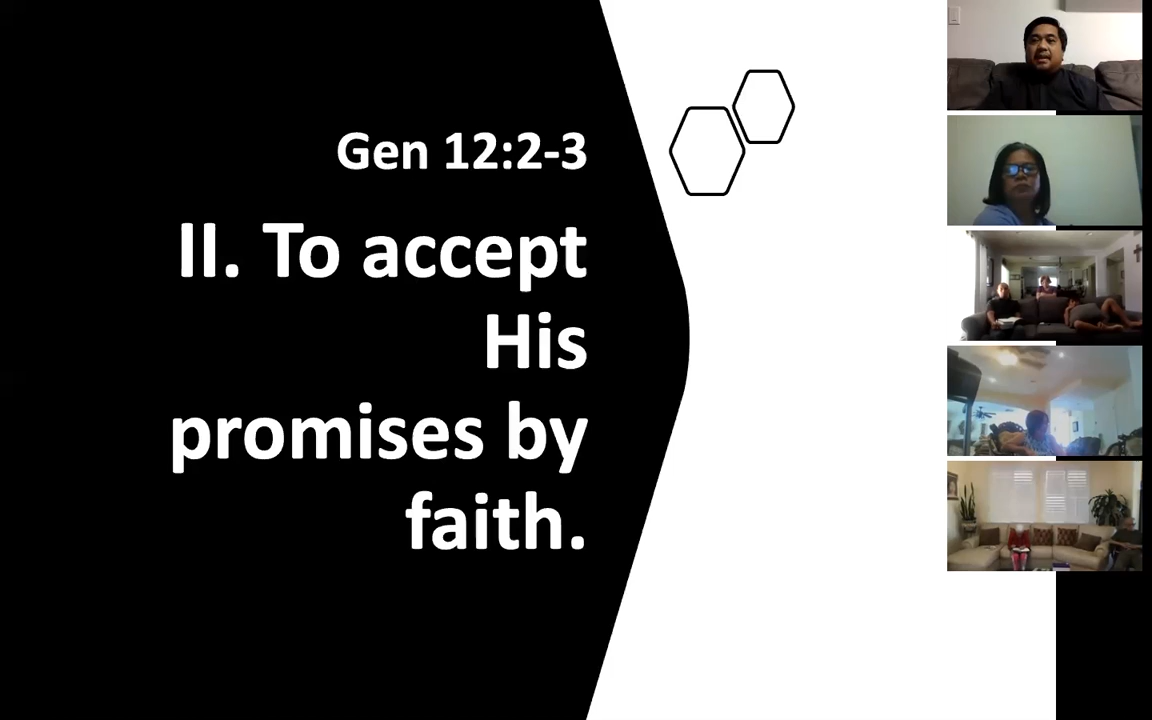 Gen 12:2-3
II. To accept
His
promises by
faith.